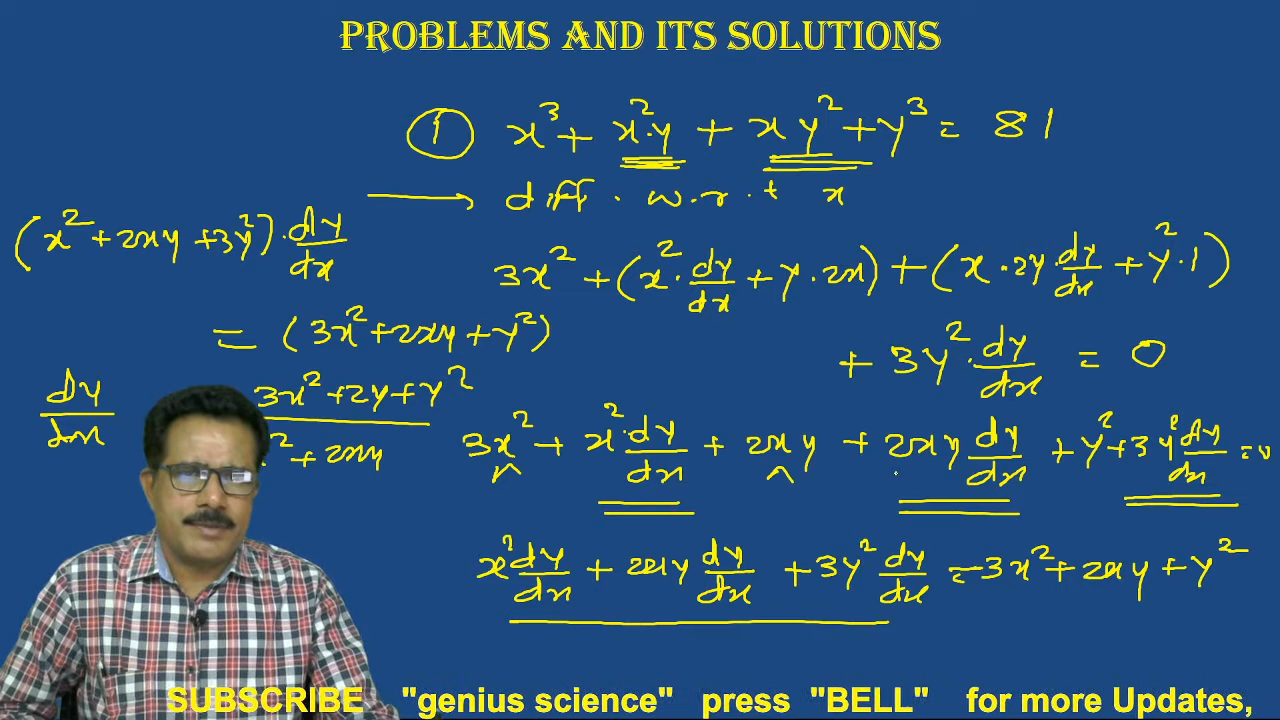 PROBLEMS AND ITS SOLUTIONS
① x³ + x²·y + xy² + y³ = 81
→ diff. w.r.t x
3x² + (x²·dy/dx + y·2x) + (x·2y·dy/dx + y²·1)
+ 3y²·dy/dx = 0
3x² + x²·dy/dx + 2xy + 2xy dy/dx + y² + 3y² dy/dx = 0
x² dy/dx + 2xy dy/dx + 3y² dy/dx = -3x² + 2xy + y²
(x² + 2xy + 3y²)·dy/dx
= (3x² + 2xy + y²)
dy/dx 3x² + 2y + y² / ² + 2xy
SUBSCRIBE "genius science" press "BELL" for more Updates,